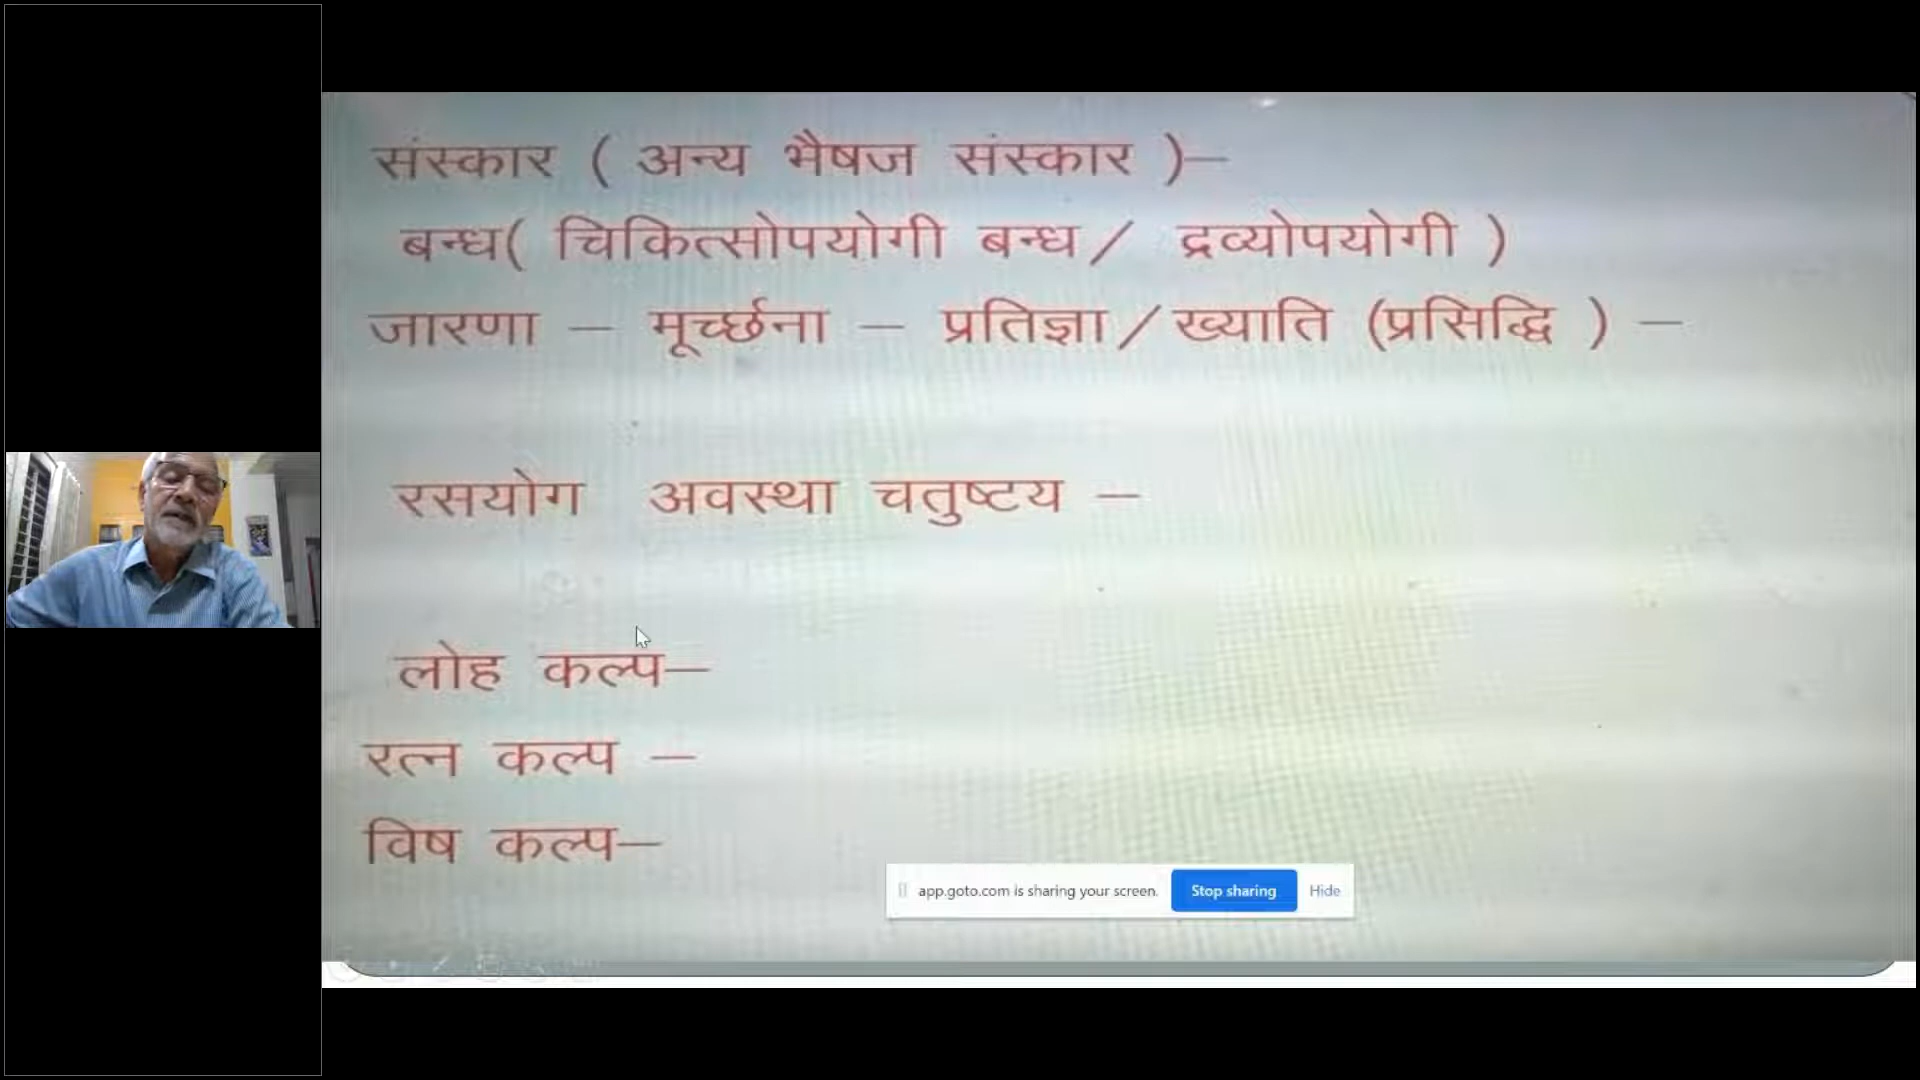 संस्कार ( अन्य भैषज संस्कार )–
बन्ध( चिकित्सोपयोगी बन्ध / द्रव्योपयोगी )
जारणा – मूर्च्छना – प्रतिज्ञा / ख्याति (प्रसिद्धि ) –
रसयोग अवस्था चतुष्टय –
लोह कल्प–
रत्न कल्प –
विष कल्प–
app.goto.com is sharing your screen. Stop sharing Hide